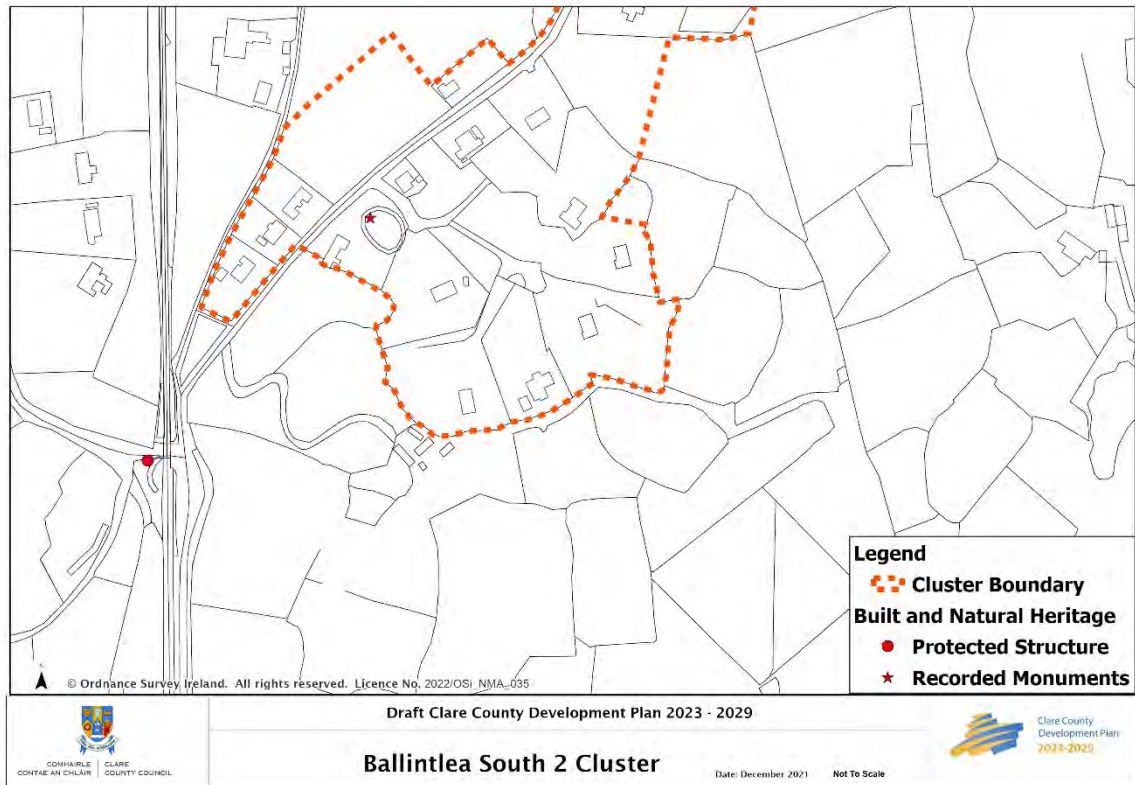 Legend
Cluster Boundary
Built and Natural Heritage
Protected Structure
Recorded Monuments
© Ordnance Survey Ireland. All rights reserved. Licence No. 2022/OSi_NMA_035
COMHAIRLE
CONTAE AN CHLÁIR
CLARE
COUNTY COUNCIL
Draft Clare County Development Plan 2023 - 2029
Ballintlea South 2 Cluster
Date: December 2021 Not To Scale
Clare County
Development Plan
2023-2029